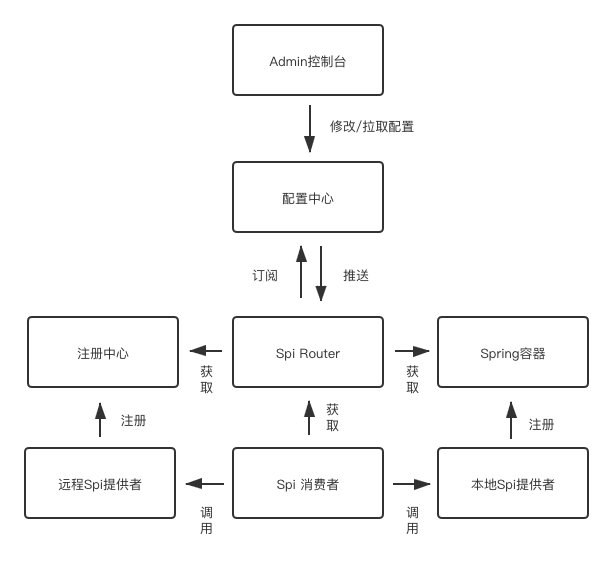 Admin控制台
修改/拉取配置
配置中心
订阅
推送
注册中心
Spi Router
Spring容器
获
取
获
取
注册
获
取
注册
远程Spi提供者
Spi 消费者
本地Spi提供者
调
用
调
用